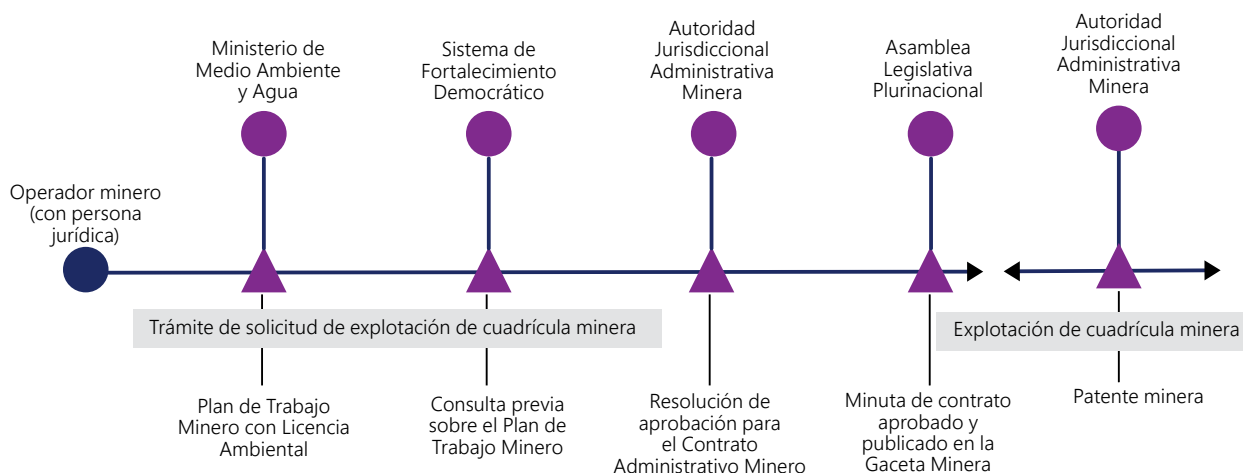 Ministerio de
Medio Ambiente
y Agua
Sistema de
Fortalecimiento
Democrático
Autoridad
Jurisdiccional
Administrativa
Minera
Asamblea
Legislativa
Plurinacional
Autoridad
Jurisdiccional
Administrativa
Minera
Operador minero
(con persona
jurídica)
Trámite de solicitud de explotación de cuadrícula minera
Explotación de cuadrícula minera
Plan de Trabajo
Minero con Licencia
Ambiental
Consulta previa
sobre el Plan de
Trabajo Minero
Resolución de
aprobación para
el Contrato
Administrativo Minero
Minuta de contrato
aprobado y
publicado en la
Gaceta Minera
Patente minera